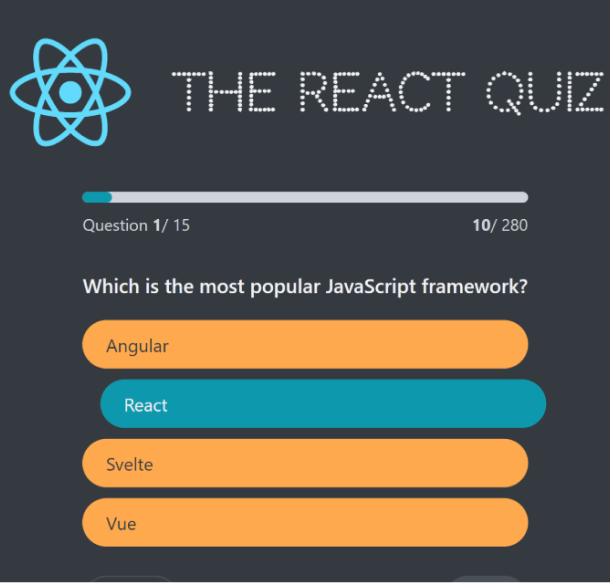 THE REACT QUIZ
Question 1/ 15
10/ 280
Which is the most popular JavaScript framework?
Angular
React
Svelte
Vue